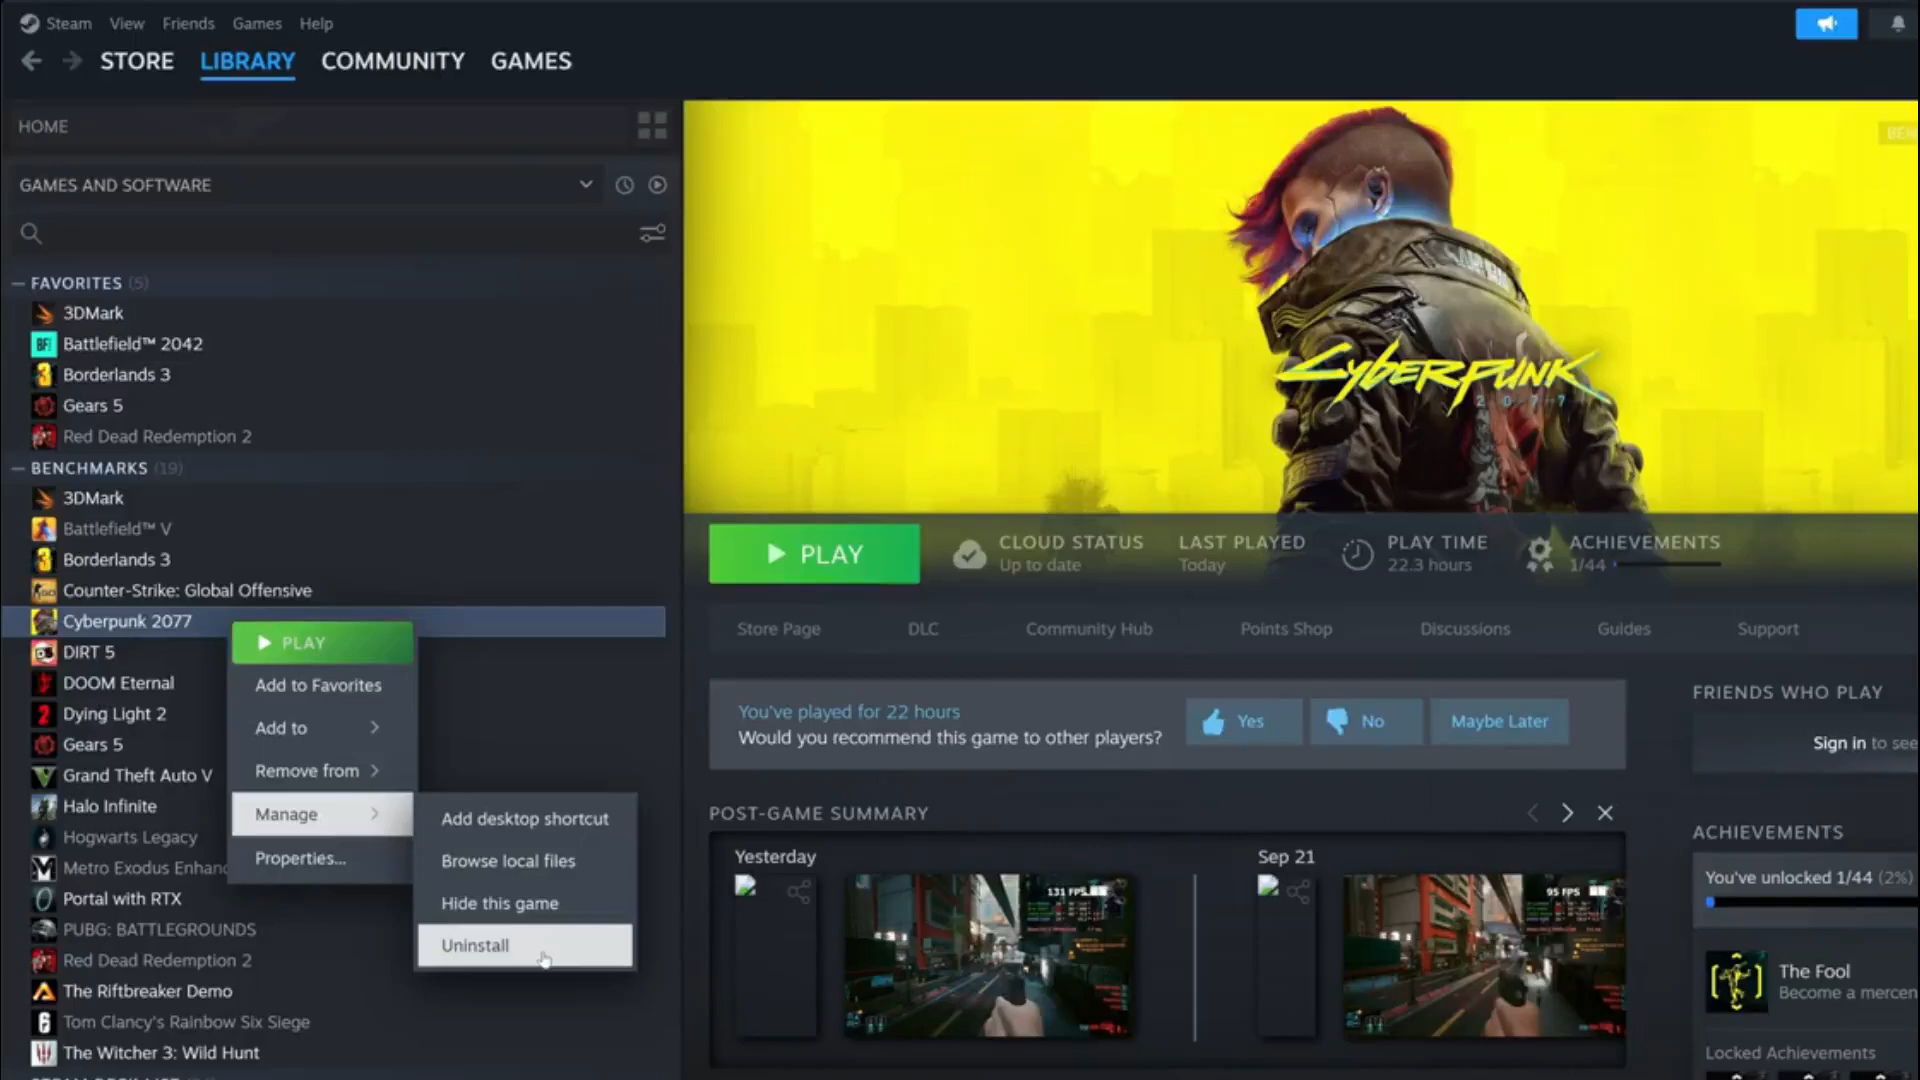 Steam View Friends Games Help
STORE LIBRARY COMMUNITY GAMES
HOME
GAMES AND SOFTWARE
FAVORITES (5)
3DMark
Battlefield™ 2042
Borderlands 3
Gears 5
Red Dead Redemption 2
BENCHMARKS (19)
3DMark
Battlefield™ V
Borderlands 3
Counter-Strike: Global Offensive
Cyberpunk 2077
DIRT 5
DOOM Eternal
Dying Light 2
Gears 5
Grand Theft Auto V
Halo Infinite
Hogwarts Legacy
Metro Exodus Enhanc
Portal with RTX
PUBG: BATTLEGROUNDS
Red Dead Redemption 2
The Riftbreaker Demo
Tom Clancy's Rainbow Six Siege
The Witcher 3: Wild Hunt
PLAY
Add to Favorites
Add to
Remove from
Manage
Properties...
Add desktop shortcut
Browse local files
Hide this game
Uninstall
BEN
CYBERPUNK
2077
PLAY
CLOUD STATUS
Up to date
LAST PLAYED
Today
PLAY TIME
22.3 hours
ACHIEVEMENTS
1/44
Store Page DLC Community Hub Points Shop Discussions Guides Support
You've played for 22 hours
Would you recommend this game to other players?
Yes No Maybe Later
POST-GAME SUMMARY
Yesterday
131 FPS
Sep 21
95 FPS
FRIENDS WHO PLAY
Sign in to see
ACHIEVEMENTS
You've unlocked 1/44 (2%)
The Fool
Become a mercen
Locked Achievements